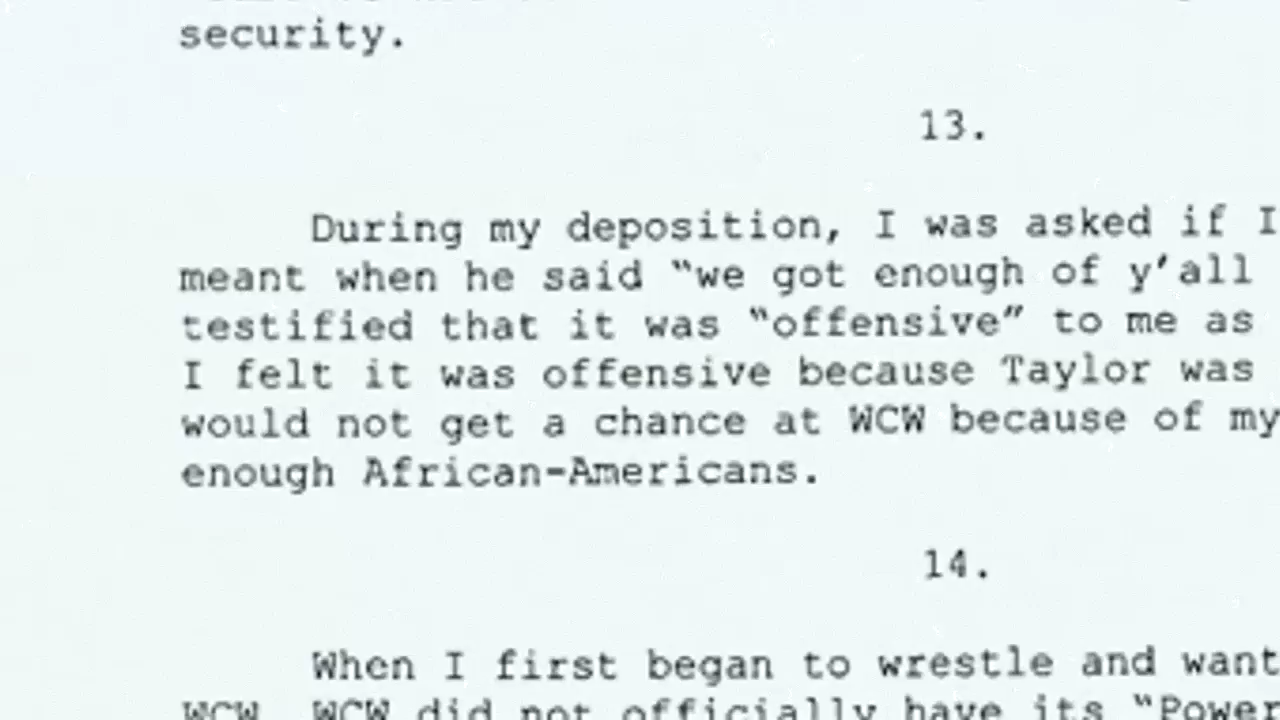 security.
13.
During my deposition, I was asked if I
meant when he said "we got enough of y'all
testified that it was "offensive" to me as
I felt it was offensive because Taylor was
would not get a chance at WCW because of my
enough African-Americans.
14.
When I first began to wrestle and want
WCW, WCW did not officially have its "Power